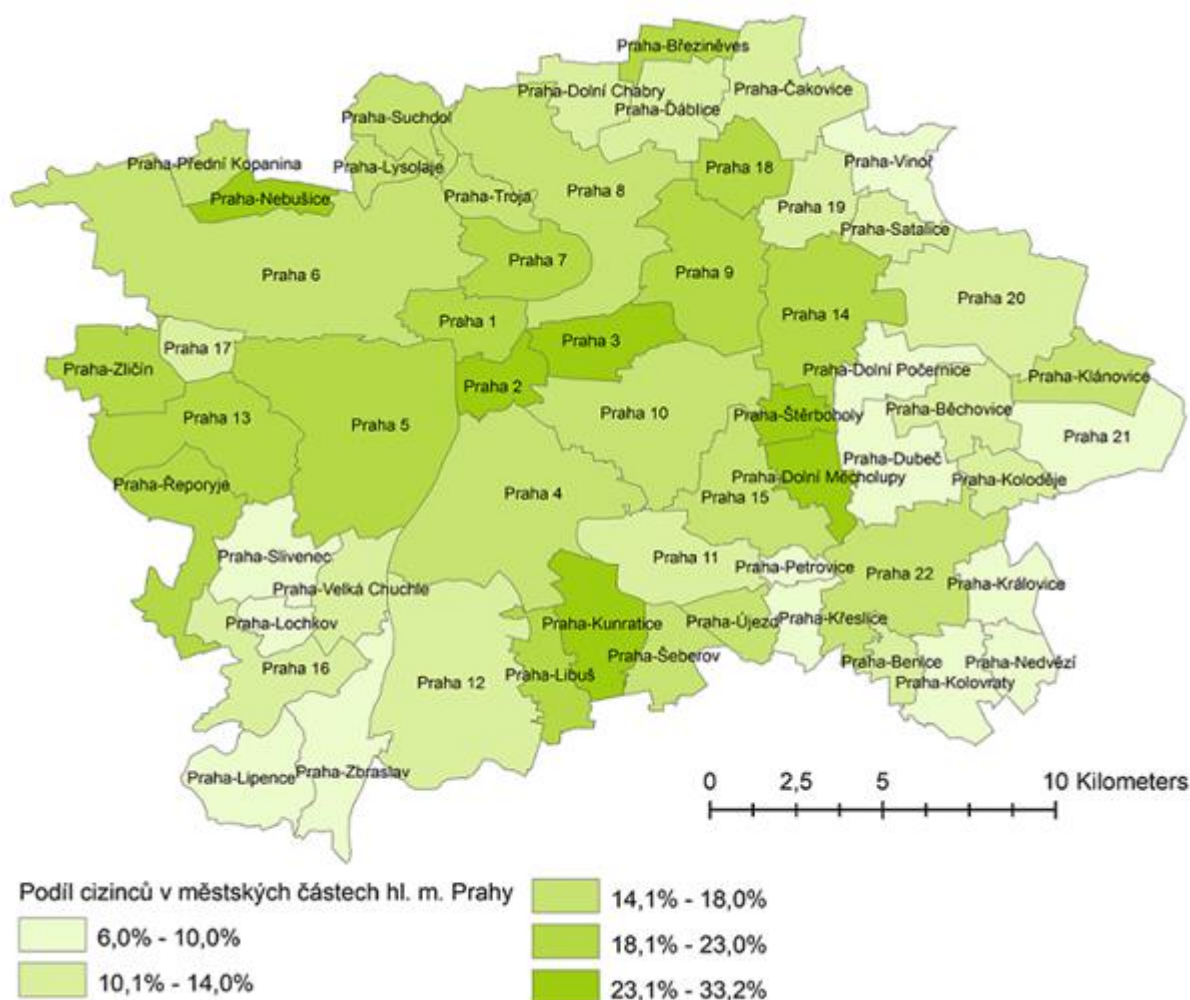 Praha-Březiněves
Praha-Dolní Chabry
Praha-Čakovice
Praha-Ďáblice
Praha-Suchdol
Praha-Vinoř
Praha-Přední Kopanina
Praha-Lysolaje
Praha 8
Praha 18
Praha-Nebušice
Praha-Troja
Praha 19
Praha-Satalice
Praha 7
Praha 6
Praha 9
Praha 20
Praha 1
Praha 14
Praha 3
Praha 17
Praha-Zličín
Praha-Dolní Počernice
Praha-Klánovice
Praha 2
Praha 13
Praha 5
Praha 10
Praha-Štěrboholy
Praha-Běchovice
Praha 21
Praha-Dubeč
Praha-Řeporyje
Praha-Dolní Měcholupy
Praha-Koloděje
Praha 4
Praha 15
Praha-Slivenec
Praha 11
Praha-Petrovice
Praha 22
Praha-Královice
Praha-Velká Chuchle
Praha-Lochkov
Praha-Kunratice
Praha-Újezd
Praha-Křeslice
Praha 16
Praha-Šeberov
Praha-Benice
Praha-Nedvězí
Praha 12
Praha-Libuš
Praha-Kolovraty
Praha-Lipence
Praha-Zbraslav
0 2,5 5 10 Kilometers
Podíl cizinců v městských částech hl. m. Prahy
6,0% - 10,0%
10,1% - 14,0%
14,1% - 18,0%
18,1% - 23,0%
23,1% - 33,2%